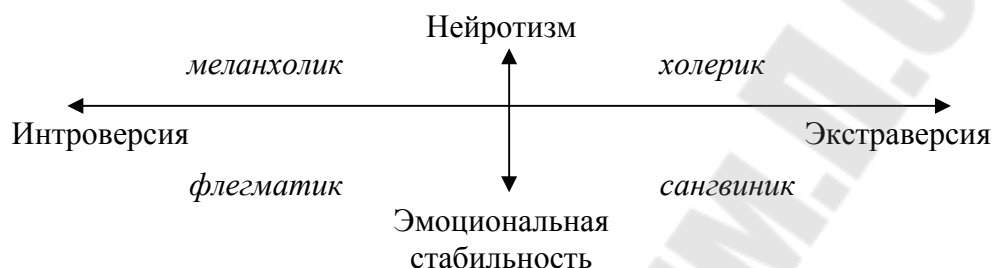 Нейротизм
меланхолик холерик
Интроверсия Экстраверсия
флегматик сангвиник
Эмоциональная
стабильность